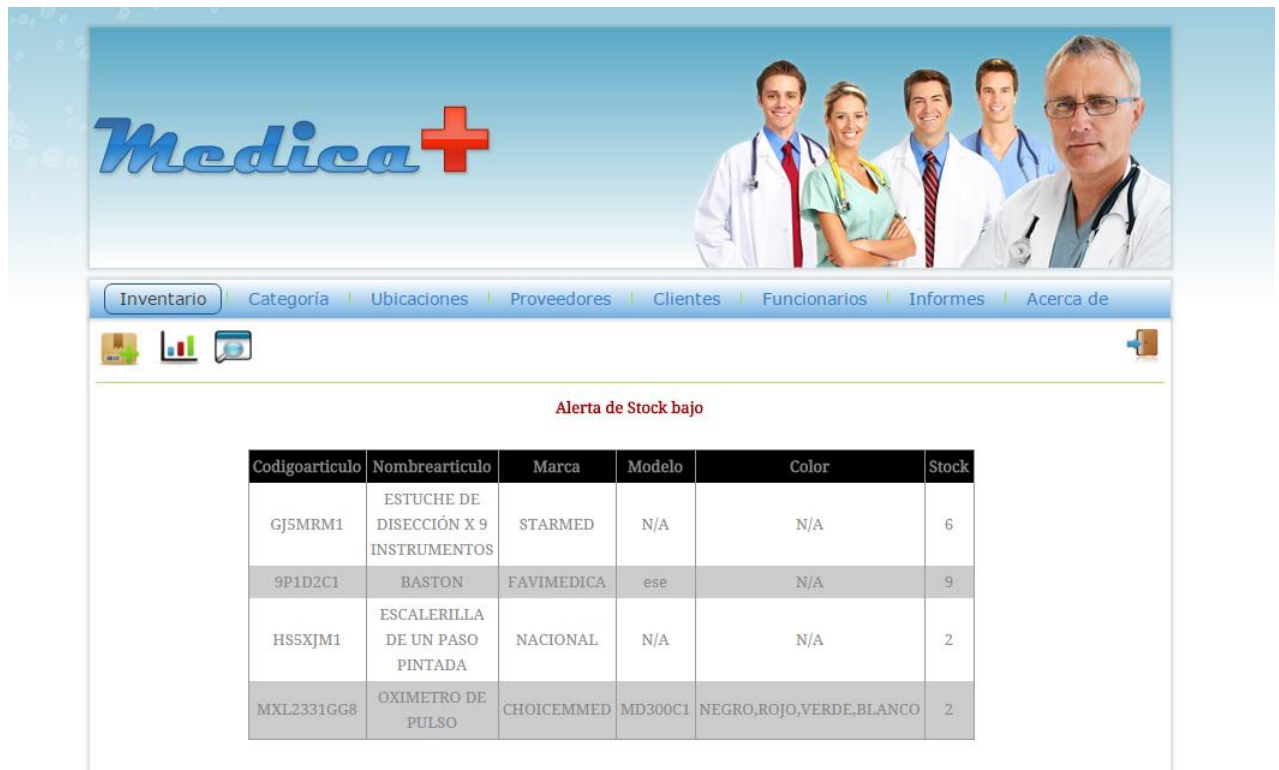 Medica
Inventario Categoría Ubicaciones Proveedores Clientes Funcionarios Informes Acerca de
Alerta de Stock bajo
Codigoarticulo Nombrearticulo Marca Modelo Color Stock
GJ5MRM1 ESTUCHE DE DISECCIÓN X 9 INSTRUMENTOS STARMED N/A N/A 6
9P1D2C1 BASTON FAVIMEDICA ese N/A 9
HS5XJM1 ESCALERILLA DE UN PASO PINTADA NACIONAL N/A N/A 2
MXL2331GG8 OXIMETRO DE PULSO CHOICEMMED MD300C1 NEGRO,ROJO,VERDE,BLANCO 2